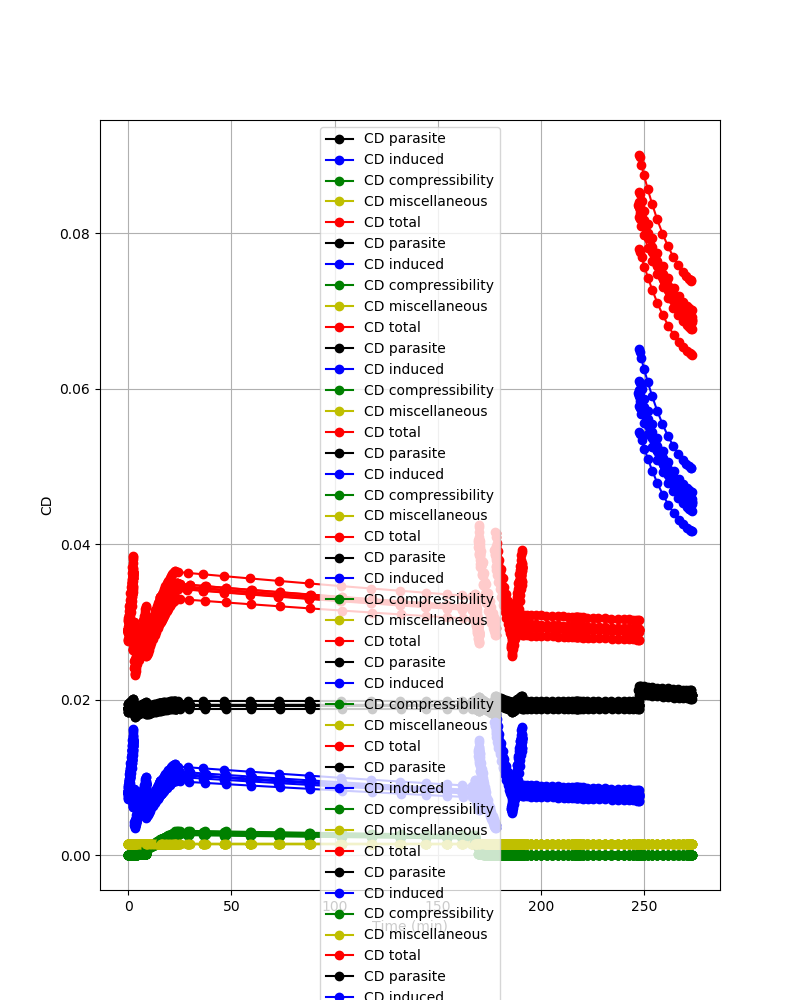 CD parasite
CD induced
CD compressibility
CD miscellaneous
CD total
CD parasite
CD induced
CD compressibility
CD miscellaneous
CD total
CD parasite
CD induced
CD compressibility
CD miscellaneous
CD total
CD parasite
CD induced
CD compressibility
CD miscellaneous
CD total
CD parasite
CD induced
CD compressibility
CD miscellaneous
CD total
CD parasite
CD induced
CD compressibility
CD miscellaneous
CD total
CD parasite
CD induced
CD compressibility
CD miscellaneous
CD total
CD parasite
CD induced
CD compressibility
CD miscellaneous
CD total
CD parasite
CD induced
0.08
0.06
0.04
0.02
0.00
CD
0 50 100 150 200 250
Time (min)